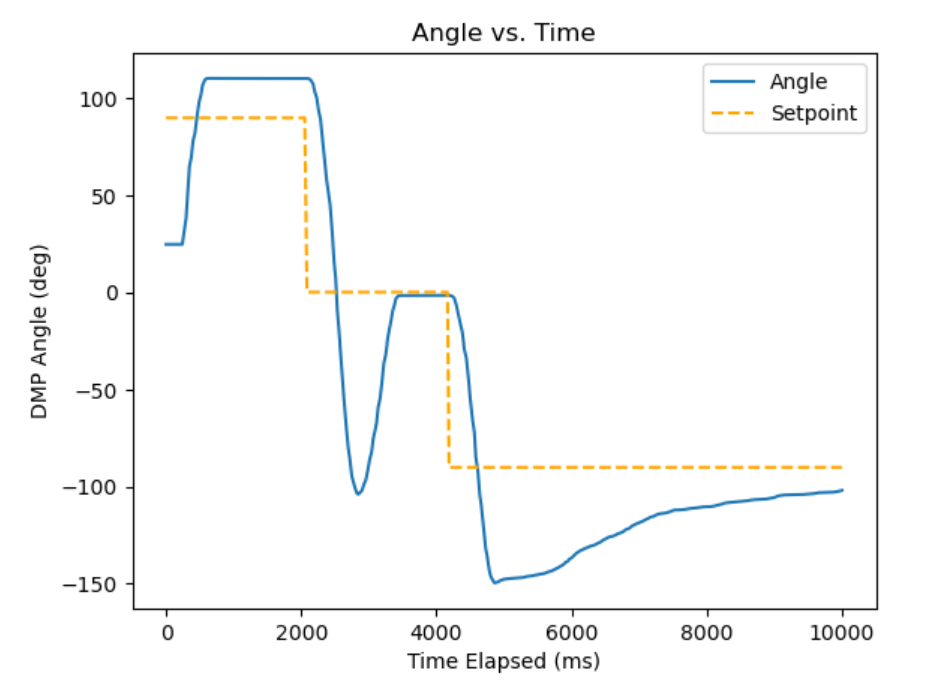 Angle vs. Time
Angle
Setpoint
100
50
0
−50
−100
−150
DMP Angle (deg)
0 2000 4000 6000 8000 10000
Time Elapsed (ms)